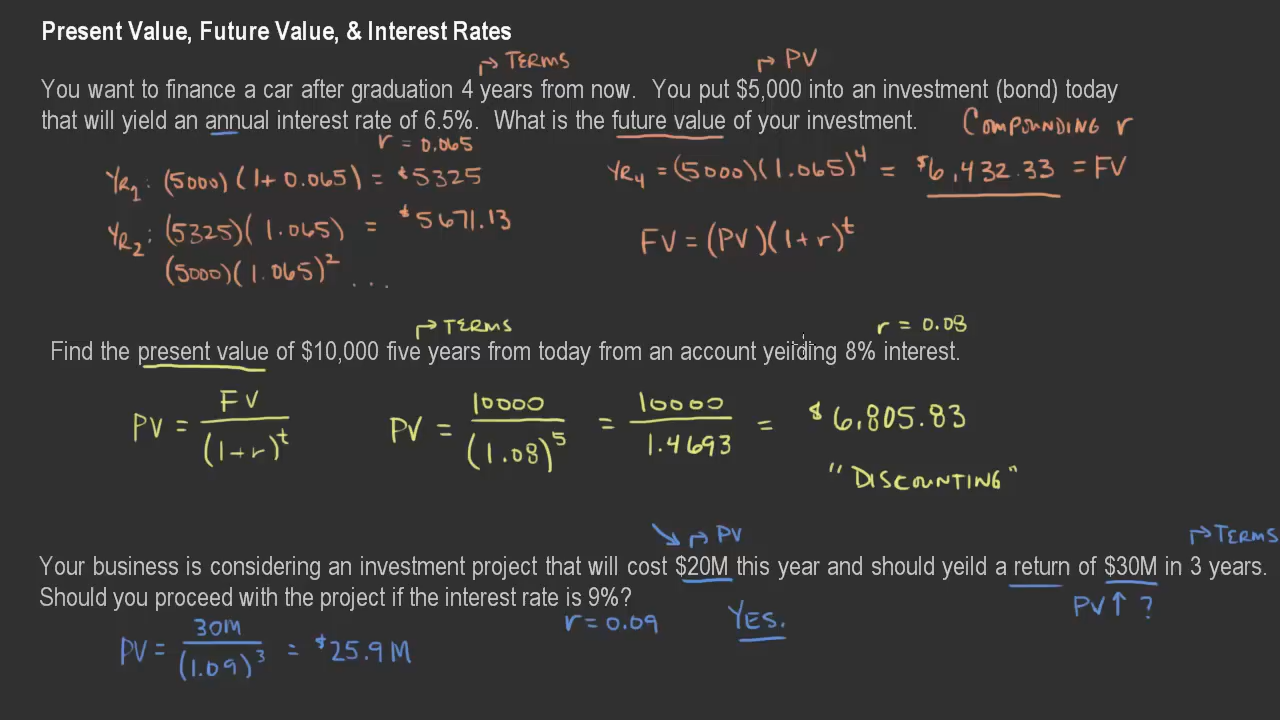 Present Value, Future Value, & Interest Rates
↱ TERMS ↱ PV
You want to finance a car after graduation 4 years from now. You put $5,000 into an investment (bond) today
that will yield an annual interest rate of 6.5%. What is the future value of your investment. COMPOUNDING r
r = 0.065
YR₁: (5000)(1+0.065) = $5325 YR₄ = (5000)(1.065)⁴ = $6,432.33 = FV
YR₂: (5325)(1.065) = $5671.13 FV = (PV)(1+r)ᵗ
(5000)(1.065)² ...
↱ TERMS r = 0.08
Find the present value of $10,000 five years from today from an account yeiiding 8% interest.
PV = FV/(1+r)ᵗ PV = 10000/(1.08)⁵ = 10000/1.4693 = $6,805.83
"DISCOUNTING"
↘ ↱ PV ↱ TERMS
Your business is considering an investment project that will cost $20M this year and should yeild a return of $30M in 3 years.
Should you proceed with the project if the interest rate is 9%? PV↑ ?
r = 0.09 YES.
PV = 30M/(1.09)³ = $25.9M